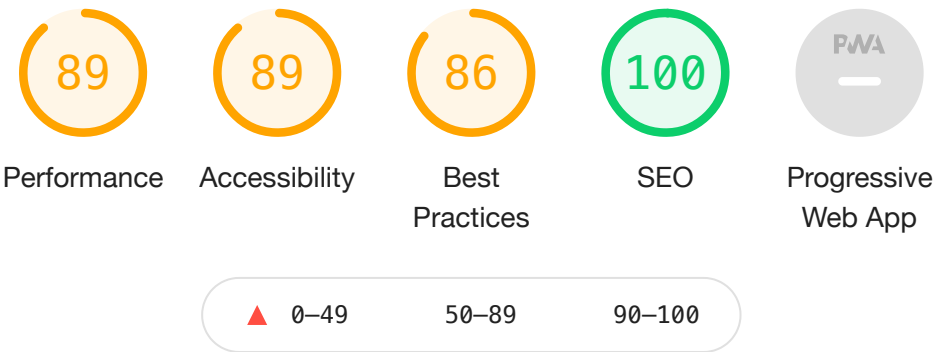 89 89 86 100 PWA
Performance Accessibility Best SEO Progressive
Practices Web App
0–49 50–89 90–100